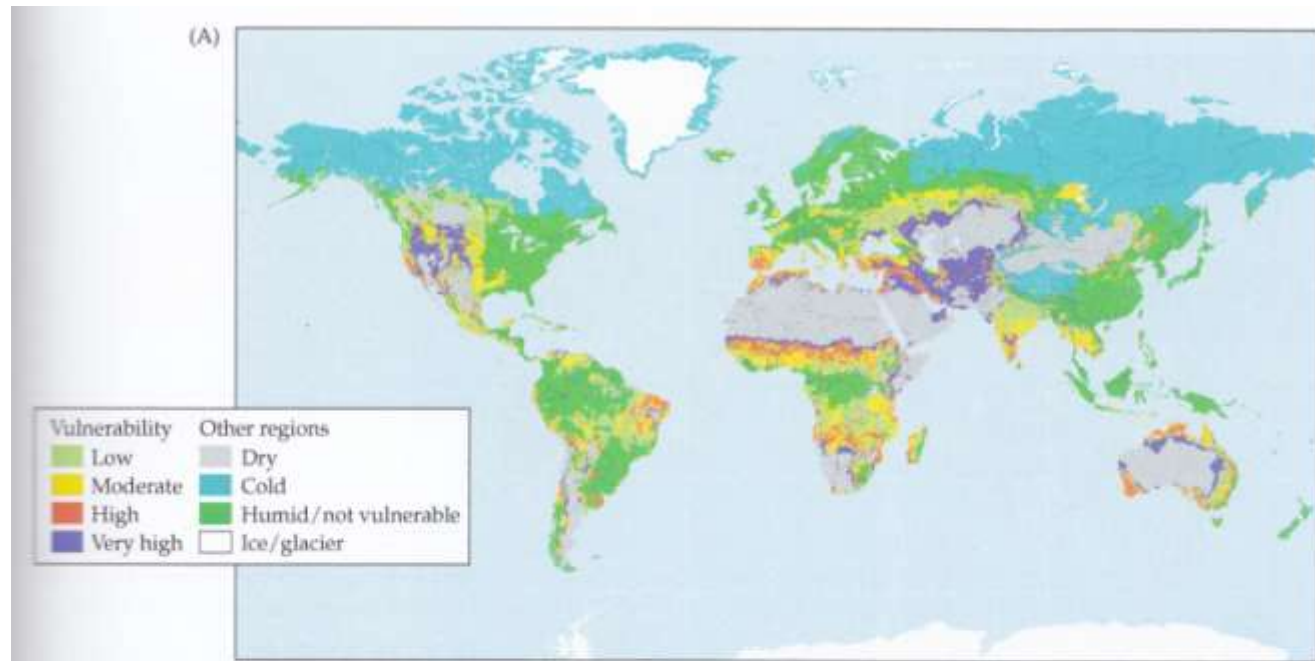 (A)
Vulnerability Other regions
Low Dry
Moderate Cold
High Humid/not vulnerable
Very high Ice/glacier